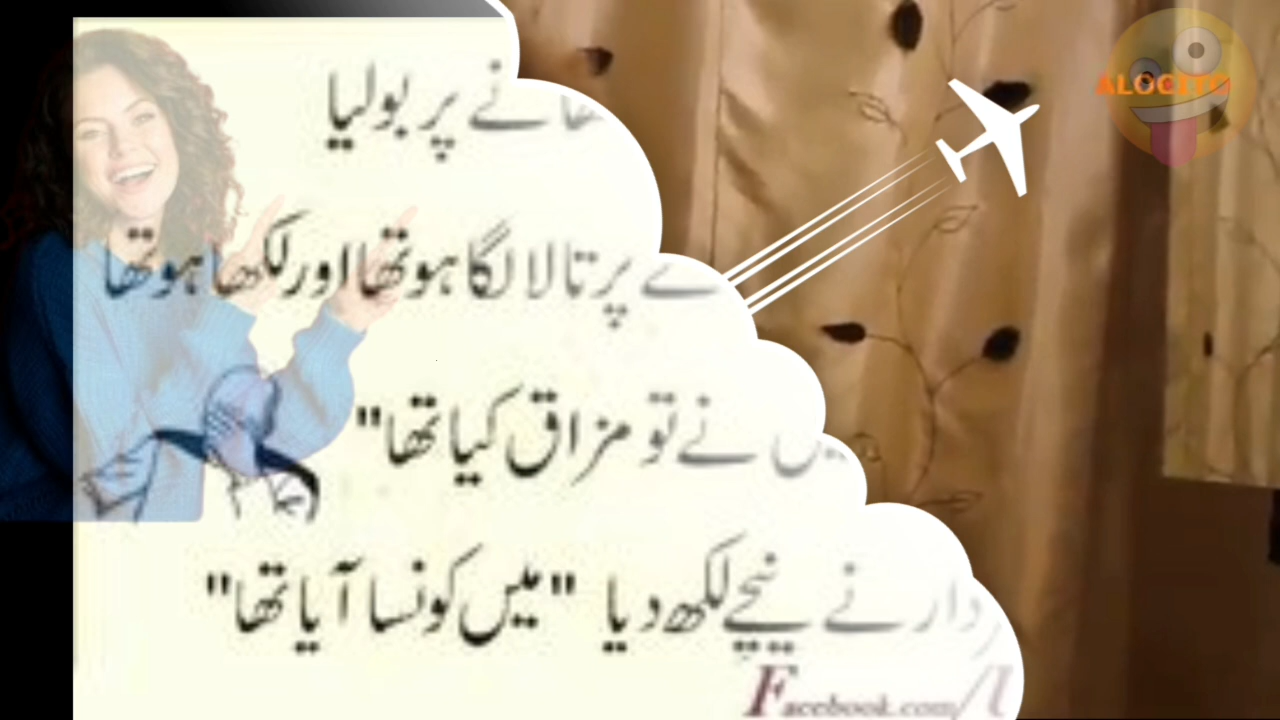 نے پر بولیا
پر تالا لگا ہوتھا اور لکھا ہوتھا
نے تو مزاق کیا تھا"
نے نیچے لکھ دیا "میں کونسا آیا تھا"
Facebook.com/
ALOCITO